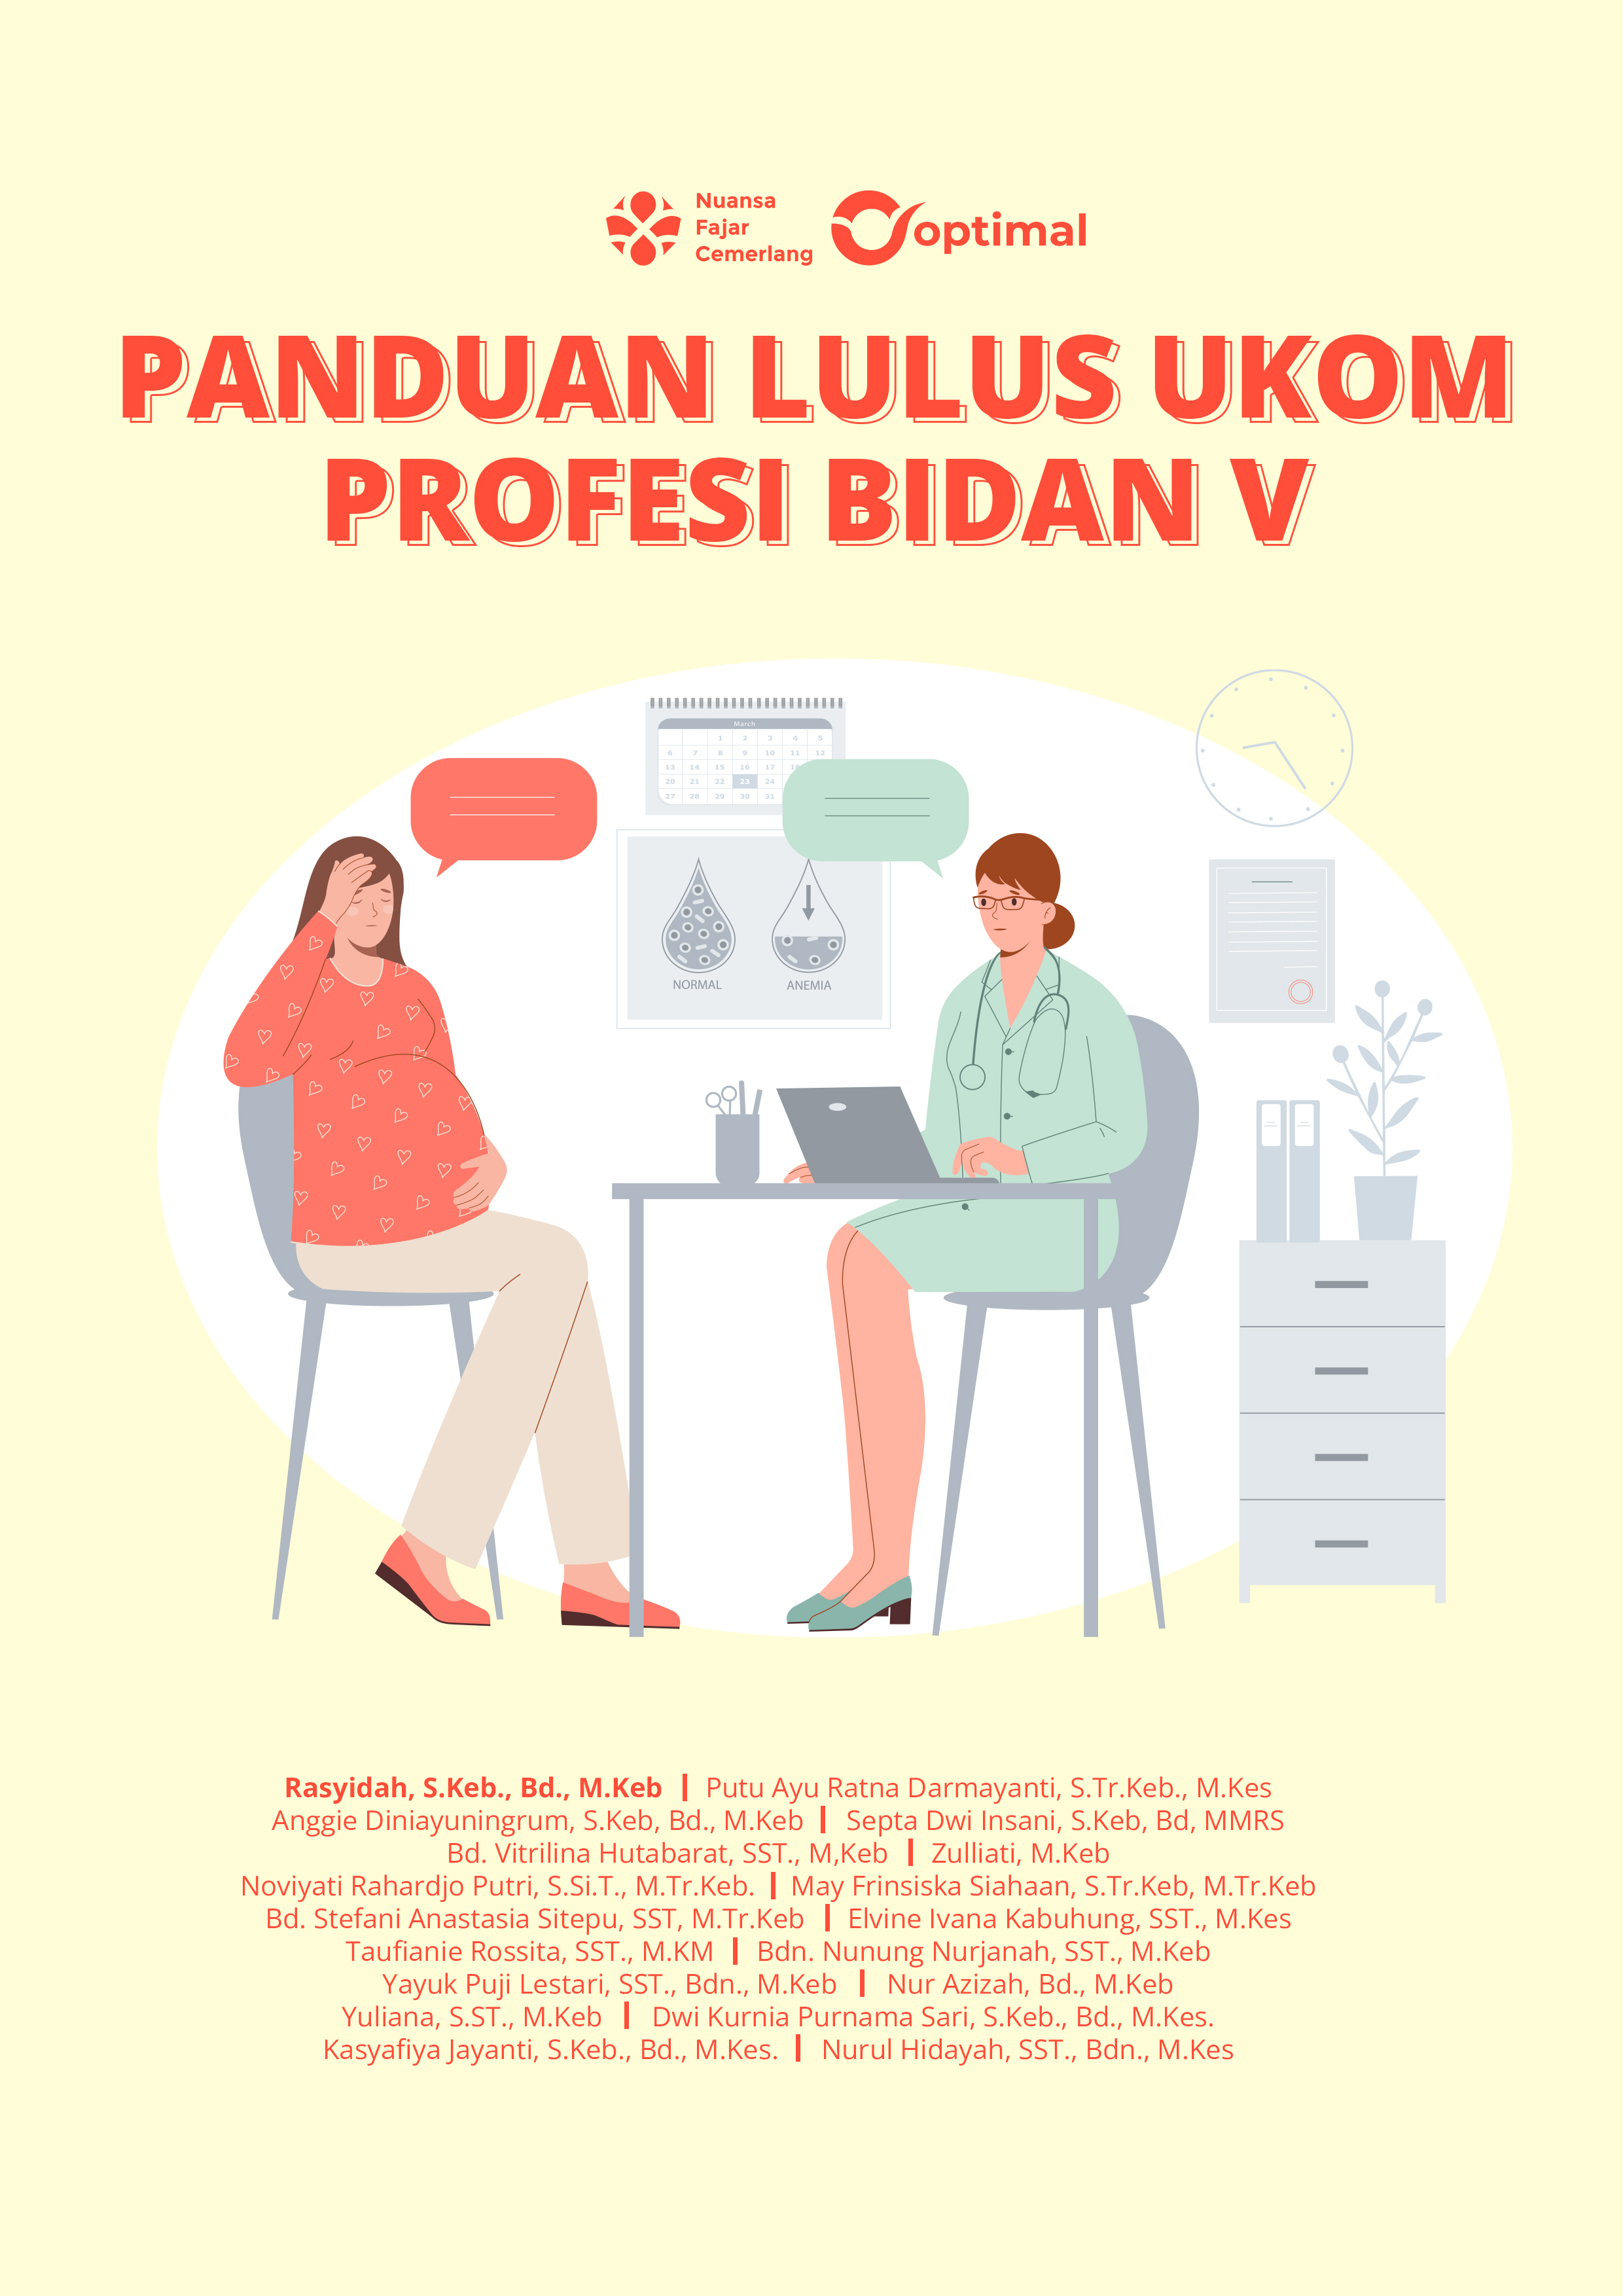 Nuansa
Fajar
Cemerlang
optimal
PANDUAN LULUS UKOM
PROFESI BIDAN V
March
1 2 3 4 5
6 7 8 9 10 11 12
13 14 15 16 17
20 21 22 23 24
27 28 29 30 31
NORMAL
ANEMIA
Rasyidah, S.Keb., Bd., M.Keb | Putu Ayu Ratna Darmayanti, S.Tr.Keb., M.Kes
Anggie Diniayuningrum, S.Keb, Bd., M.Keb | Septa Dwi Insani, S.Keb, Bd, MMRS
Bd. Vitrilina Hutabarat, SST., M,Keb | Zulliati, M.Keb
Noviyati Rahardjo Putri, S.Si.T., M.Tr.Keb. | May Frinsiska Siahaan, S.Tr.Keb, M.Tr.Keb
Bd. Stefani Anastasia Sitepu, SST, M.Tr.Keb | Elvine Ivana Kabuhung, SST., M.Kes
Taufianie Rossita, SST., M.KM | Bdn. Nunung Nurjanah, SST., M.Keb
Yayuk Puji Lestari, SST., Bdn., M.Keb | Nur Azizah, Bd., M.Keb
Yuliana, S.ST., M.Keb | Dwi Kurnia Purnama Sari, S.Keb., Bd., M.Kes.
Kasyafiya Jayanti, S.Keb., Bd., M.Kes. | Nurul Hidayah, SST., Bdn., M.Kes